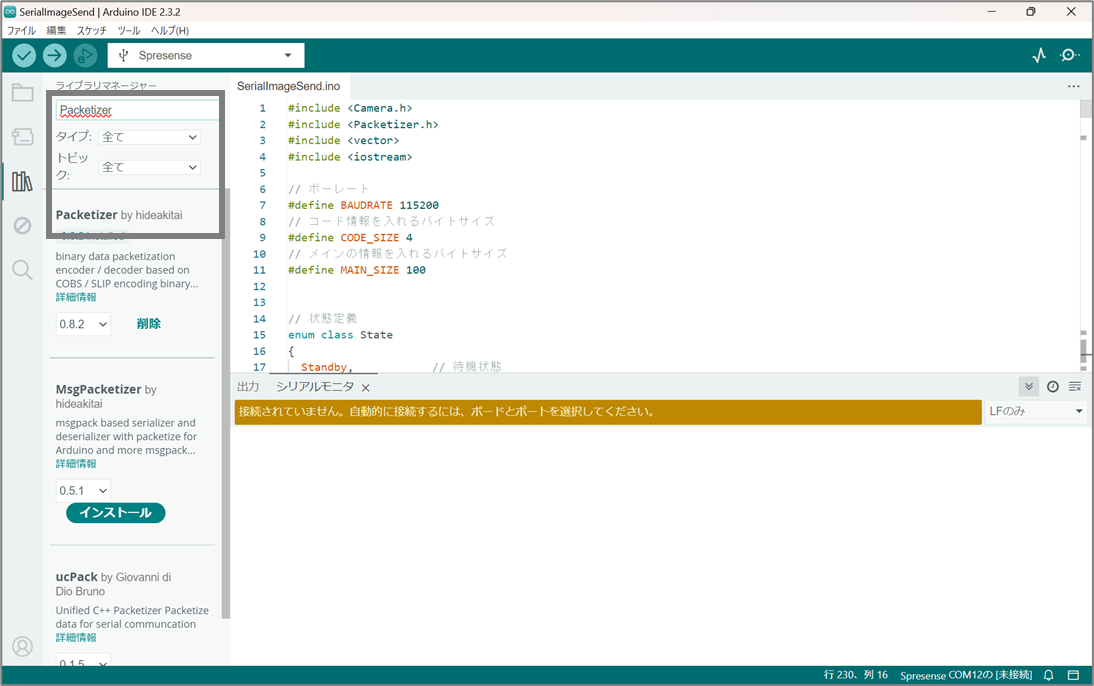 SerialImageSend | Arduino IDE 2.3.2
ファイル 編集 スケッチ ツール ヘルプ(H)
Spresense
ライブラリマネージャー
Packetizer
タイプ: 全て
トピッ
ク: 全て
Packetizer by hideakitai
binary data packetization
encoder / decoder based on
COBS / SLIP encoding binary...
詳細情報
0.8.2 削除
MsgPacketizer by
hideakitai
msgpack based serializer and
deserializer with packetize for
Arduino and more msgpack...
詳細情報
0.5.1
インストール
ucPack by Giovanni di
Dio Bruno
Unified C++ Packetizer Packetize
data for serial communcation
詳細情報
0.1.5
SerialImageSend.ino
1 #include <Camera.h>
2 #include <Packetizer.h>
3 #include <vector>
4 #include <iostream>
5
6 // ボーレート
7 #define BAUDRATE 115200
8 // コード情報を入れるバイトサイズ
9 #define CODE_SIZE 4
10 // メインの情報を入れるバイトサイズ
11 #define MAIN_SIZE 100
12
13
14 // 状態定義
15 enum class State
16 {
17 Standby, // 待機状態
出力 シリアルモニタ
接続されていません。自動的に接続するには、ボードとポートを選択してください。
LFのみ
行 230、列 16 Spresense COM12の [未接続]